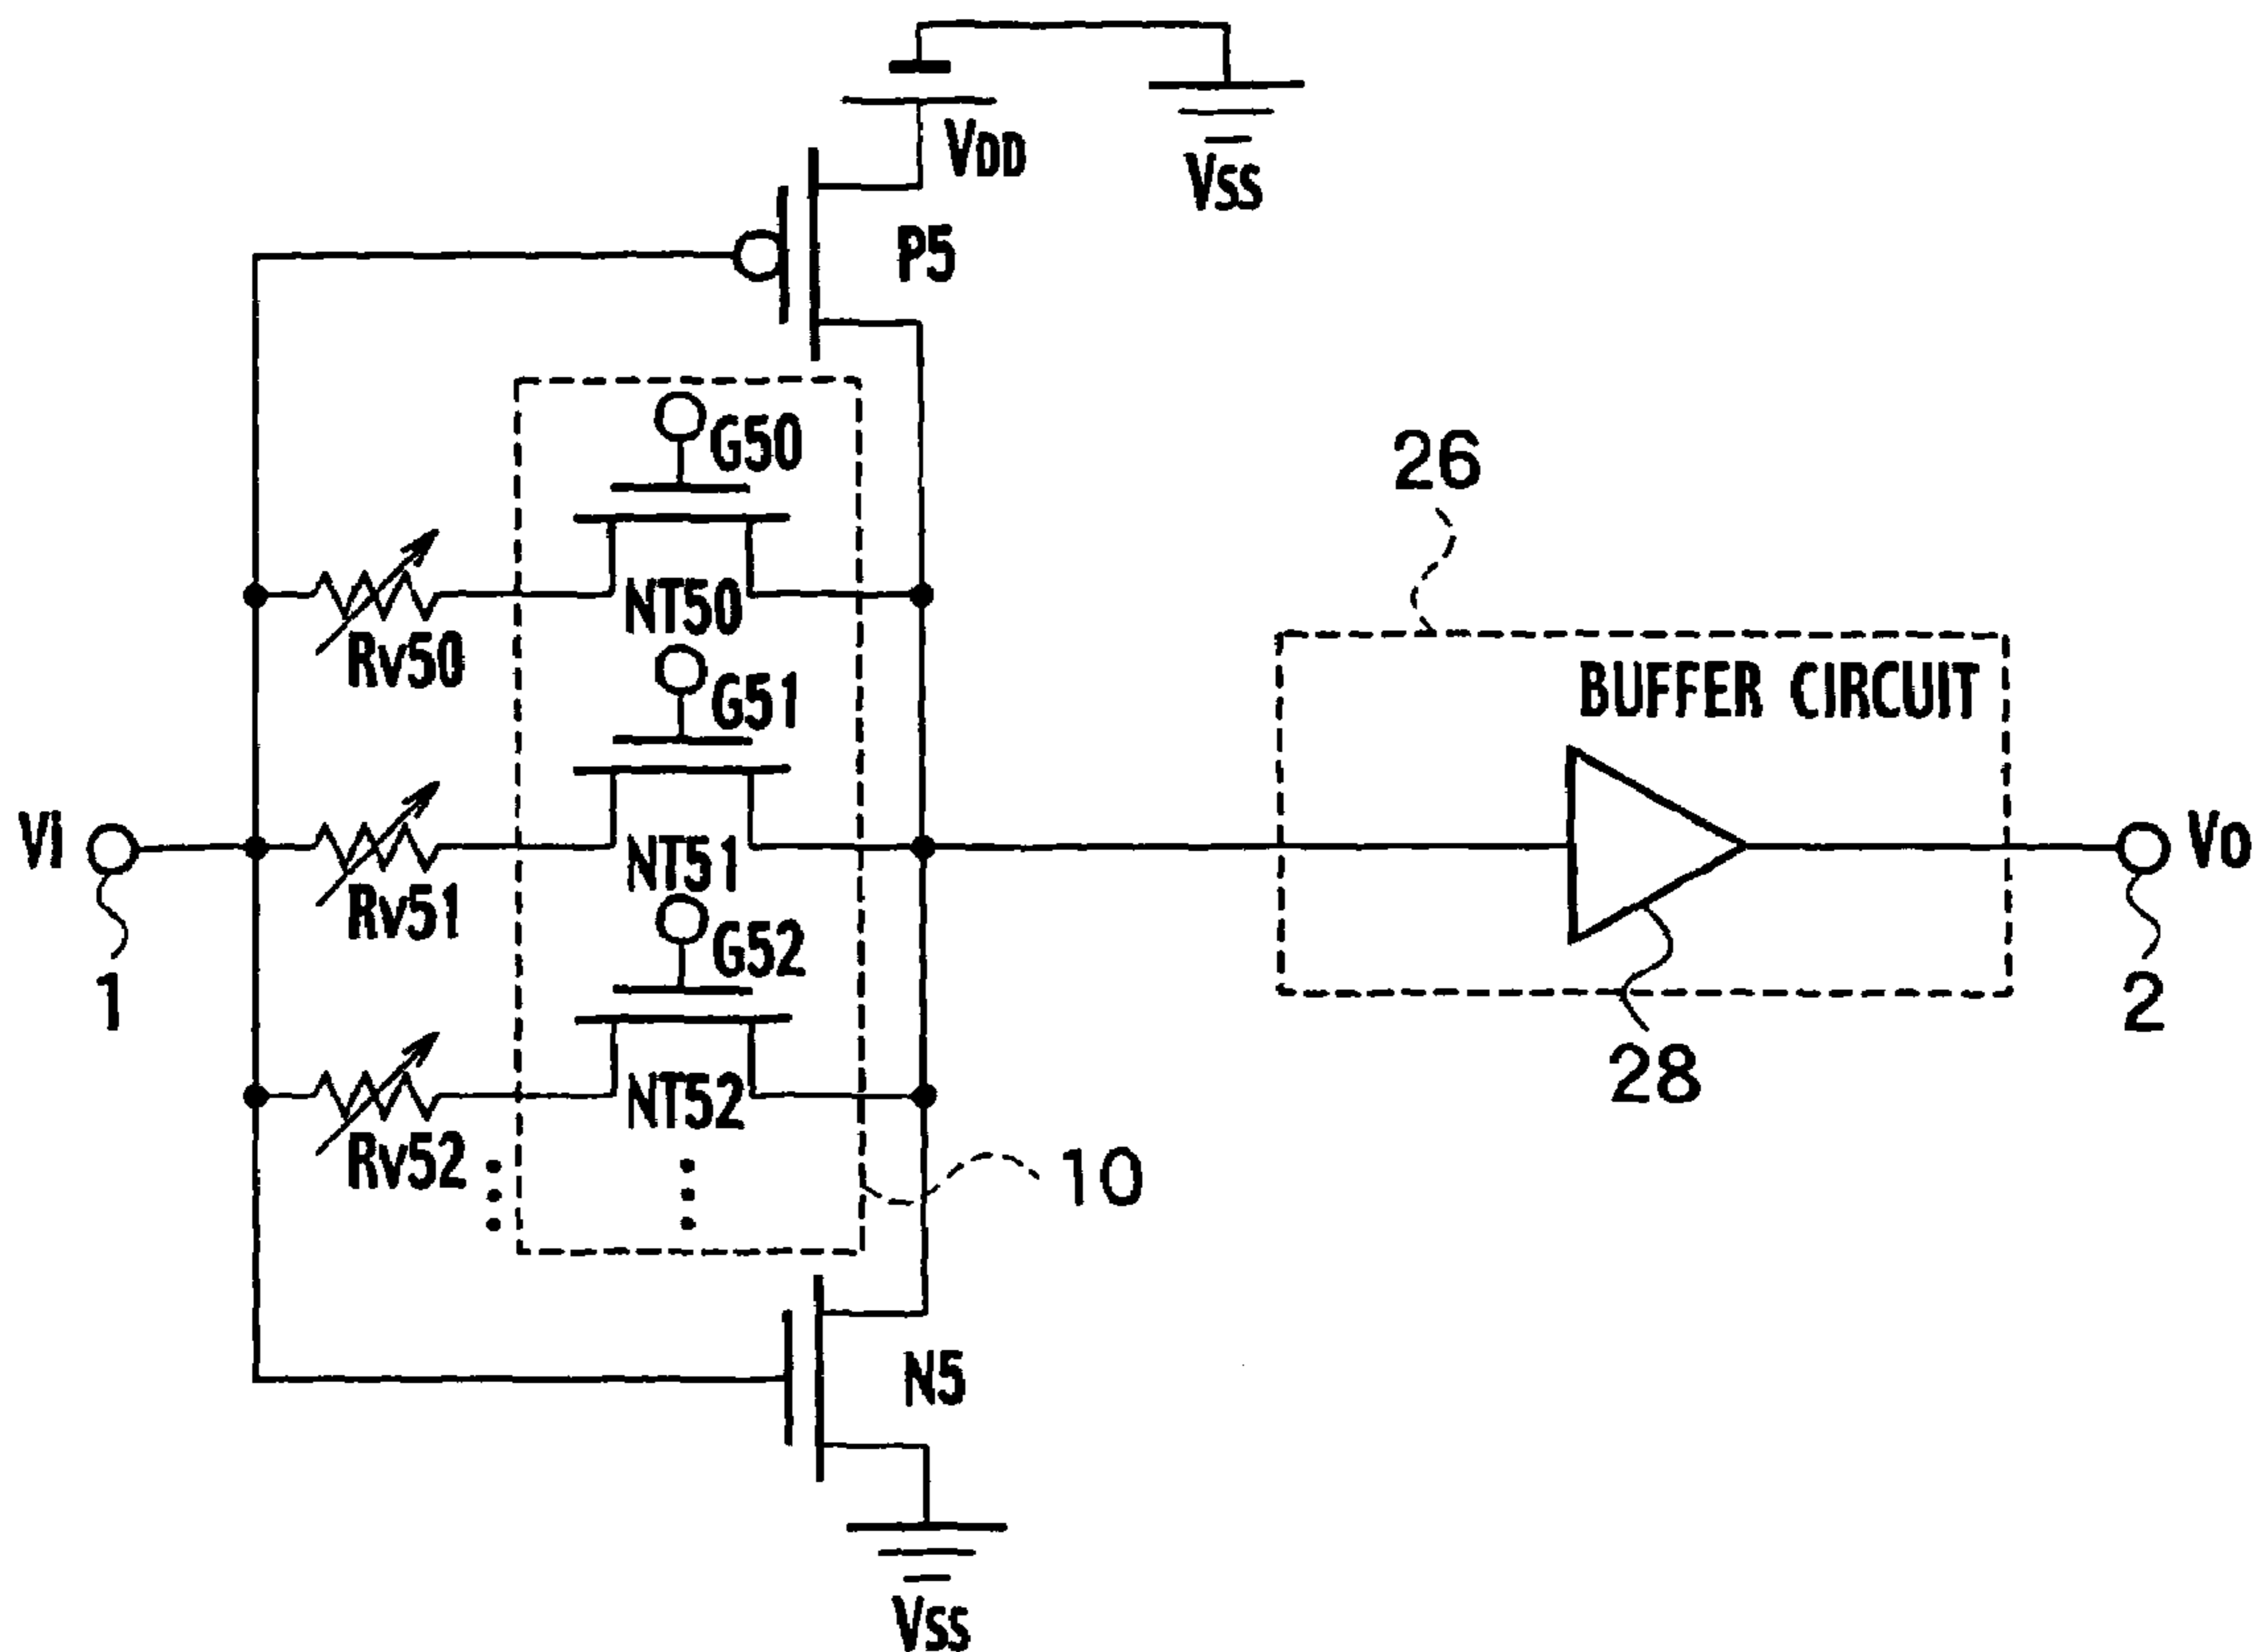 VDD
VSS
P5
G50
26
NT50
Rv50
G51
BUFFER CIRCUIT
Vi
NT51
Vo
Rv51
G52
1
2
28
NT52
Rv52
10
N5
VSS